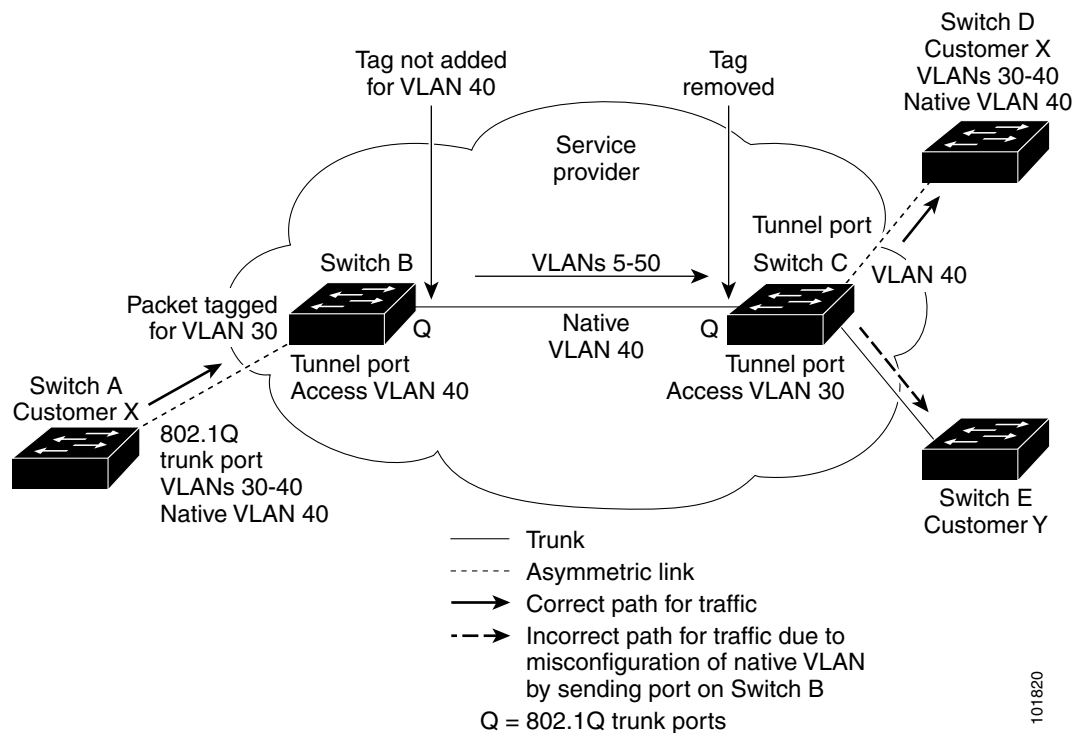 Switch D
Customer X
VLANs 30-40
Native VLAN 40
Tag not added
for VLAN 40
Tag
removed
Service
provider
Tunnel port
Switch B
VLANs 5-50
Switch C
VLAN 40
Packet tagged
for VLAN 30
Q
Native
VLAN 40
Q
Tunnel port
Access VLAN 40
Tunnel port
Access VLAN 30
Switch A
Customer X
802.1Q
trunk port
VLANs 30-40
Native VLAN 40
Switch E
Customer Y
Trunk
Asymmetric link
Correct path for traffic
Incorrect path for traffic due to
misconfiguration of native VLAN
by sending port on Switch B
Q = 802.1Q trunk ports
101820